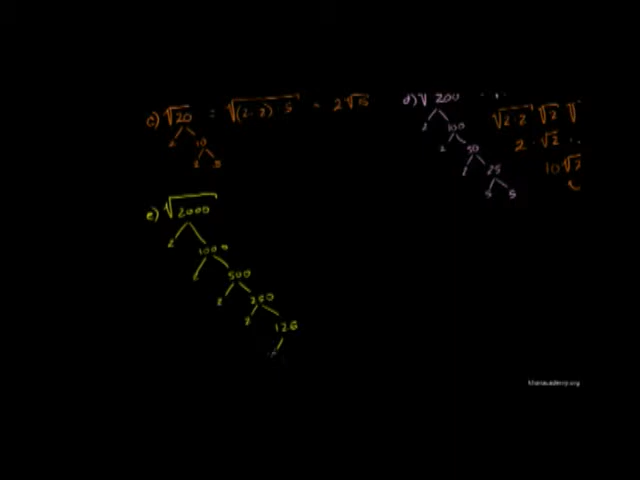 c) √20 = √(2·2)·5 = 2√5
2 10
2 5
d) √200
2 100
2 50
2 25
5 5
√2·2 √2 √
2 · √2 ·
10√2
e) √2000
2 1000
2 500
2 250
2 125
Khanacademy.org